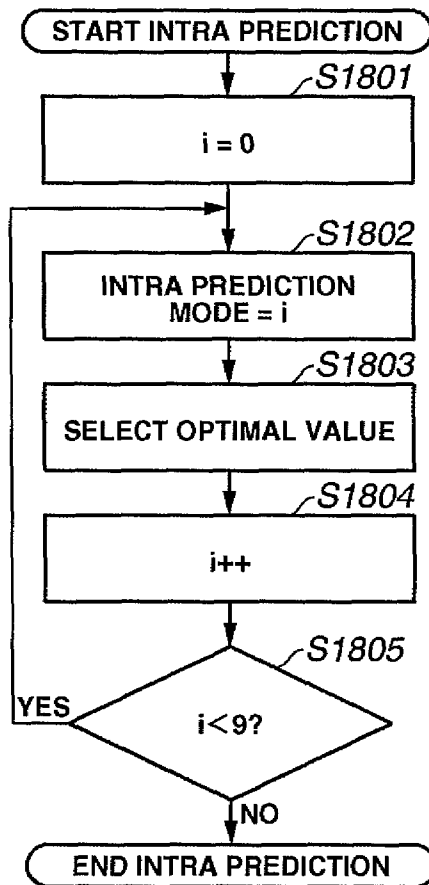 START INTRA PREDICTION
S1801
i = 0
S1802
INTRA PREDICTION
MODE = i
S1803
SELECT OPTIMAL VALUE
S1804
i++
S1805
YES
i<9?
NO
END INTRA PREDICTION